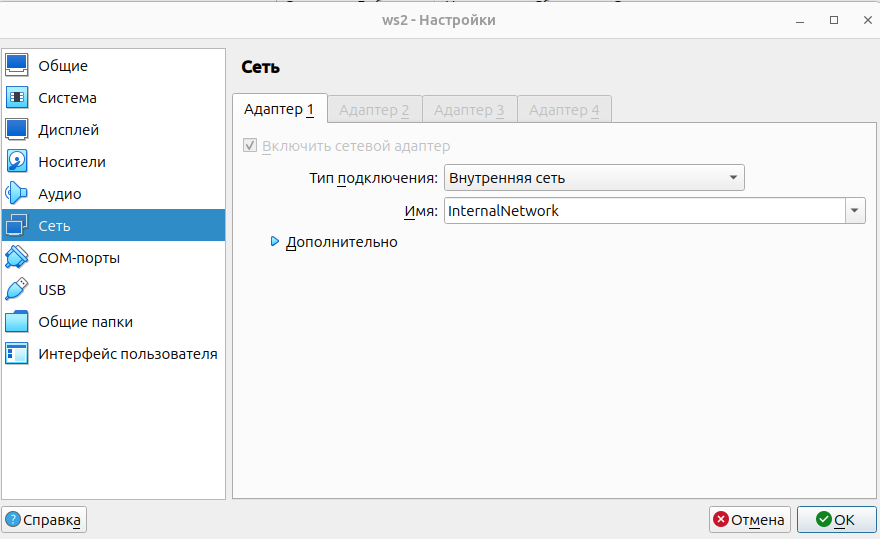 ws2 - Настройки
Общие
Система
Дисплей
Носители
Аудио
Сеть
COM-порты
USB
Общие папки
Интерфейс пользователя
Сеть
Адаптер 1 Адаптер 2 Адаптер 3 Адаптер 4
Включить сетевой адаптер
Тип подключения: Внутренняя сеть
Имя: InternalNetwork
Дополнительно
Справка Отмена OK